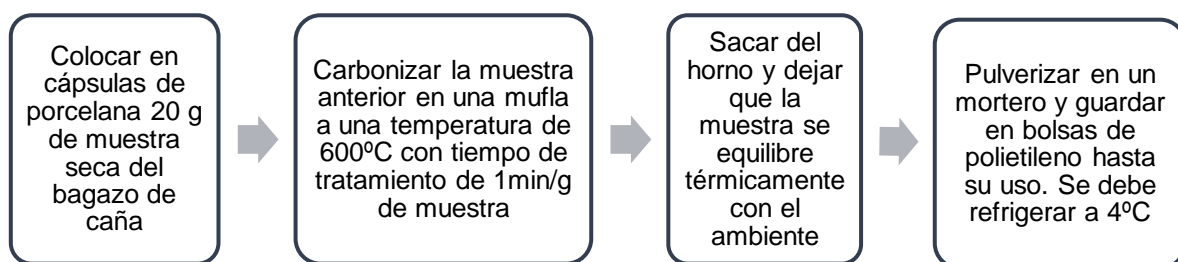 Colocar en
cápsulas de
porcelana 20 g
de muestra
seca del
bagazo de
caña
Carbonizar la muestra
anterior en una mufla
a una temperatura de
600ºC con tiempo de
tratamiento de 1min/g
de muestra
Sacar del
horno y dejar
que la
muestra se
equilibre
térmicamente
con el
ambiente
Pulverizar en un
mortero y guardar
en bolsas de
polietileno hasta
su uso. Se debe
refrigerar a 4ºC